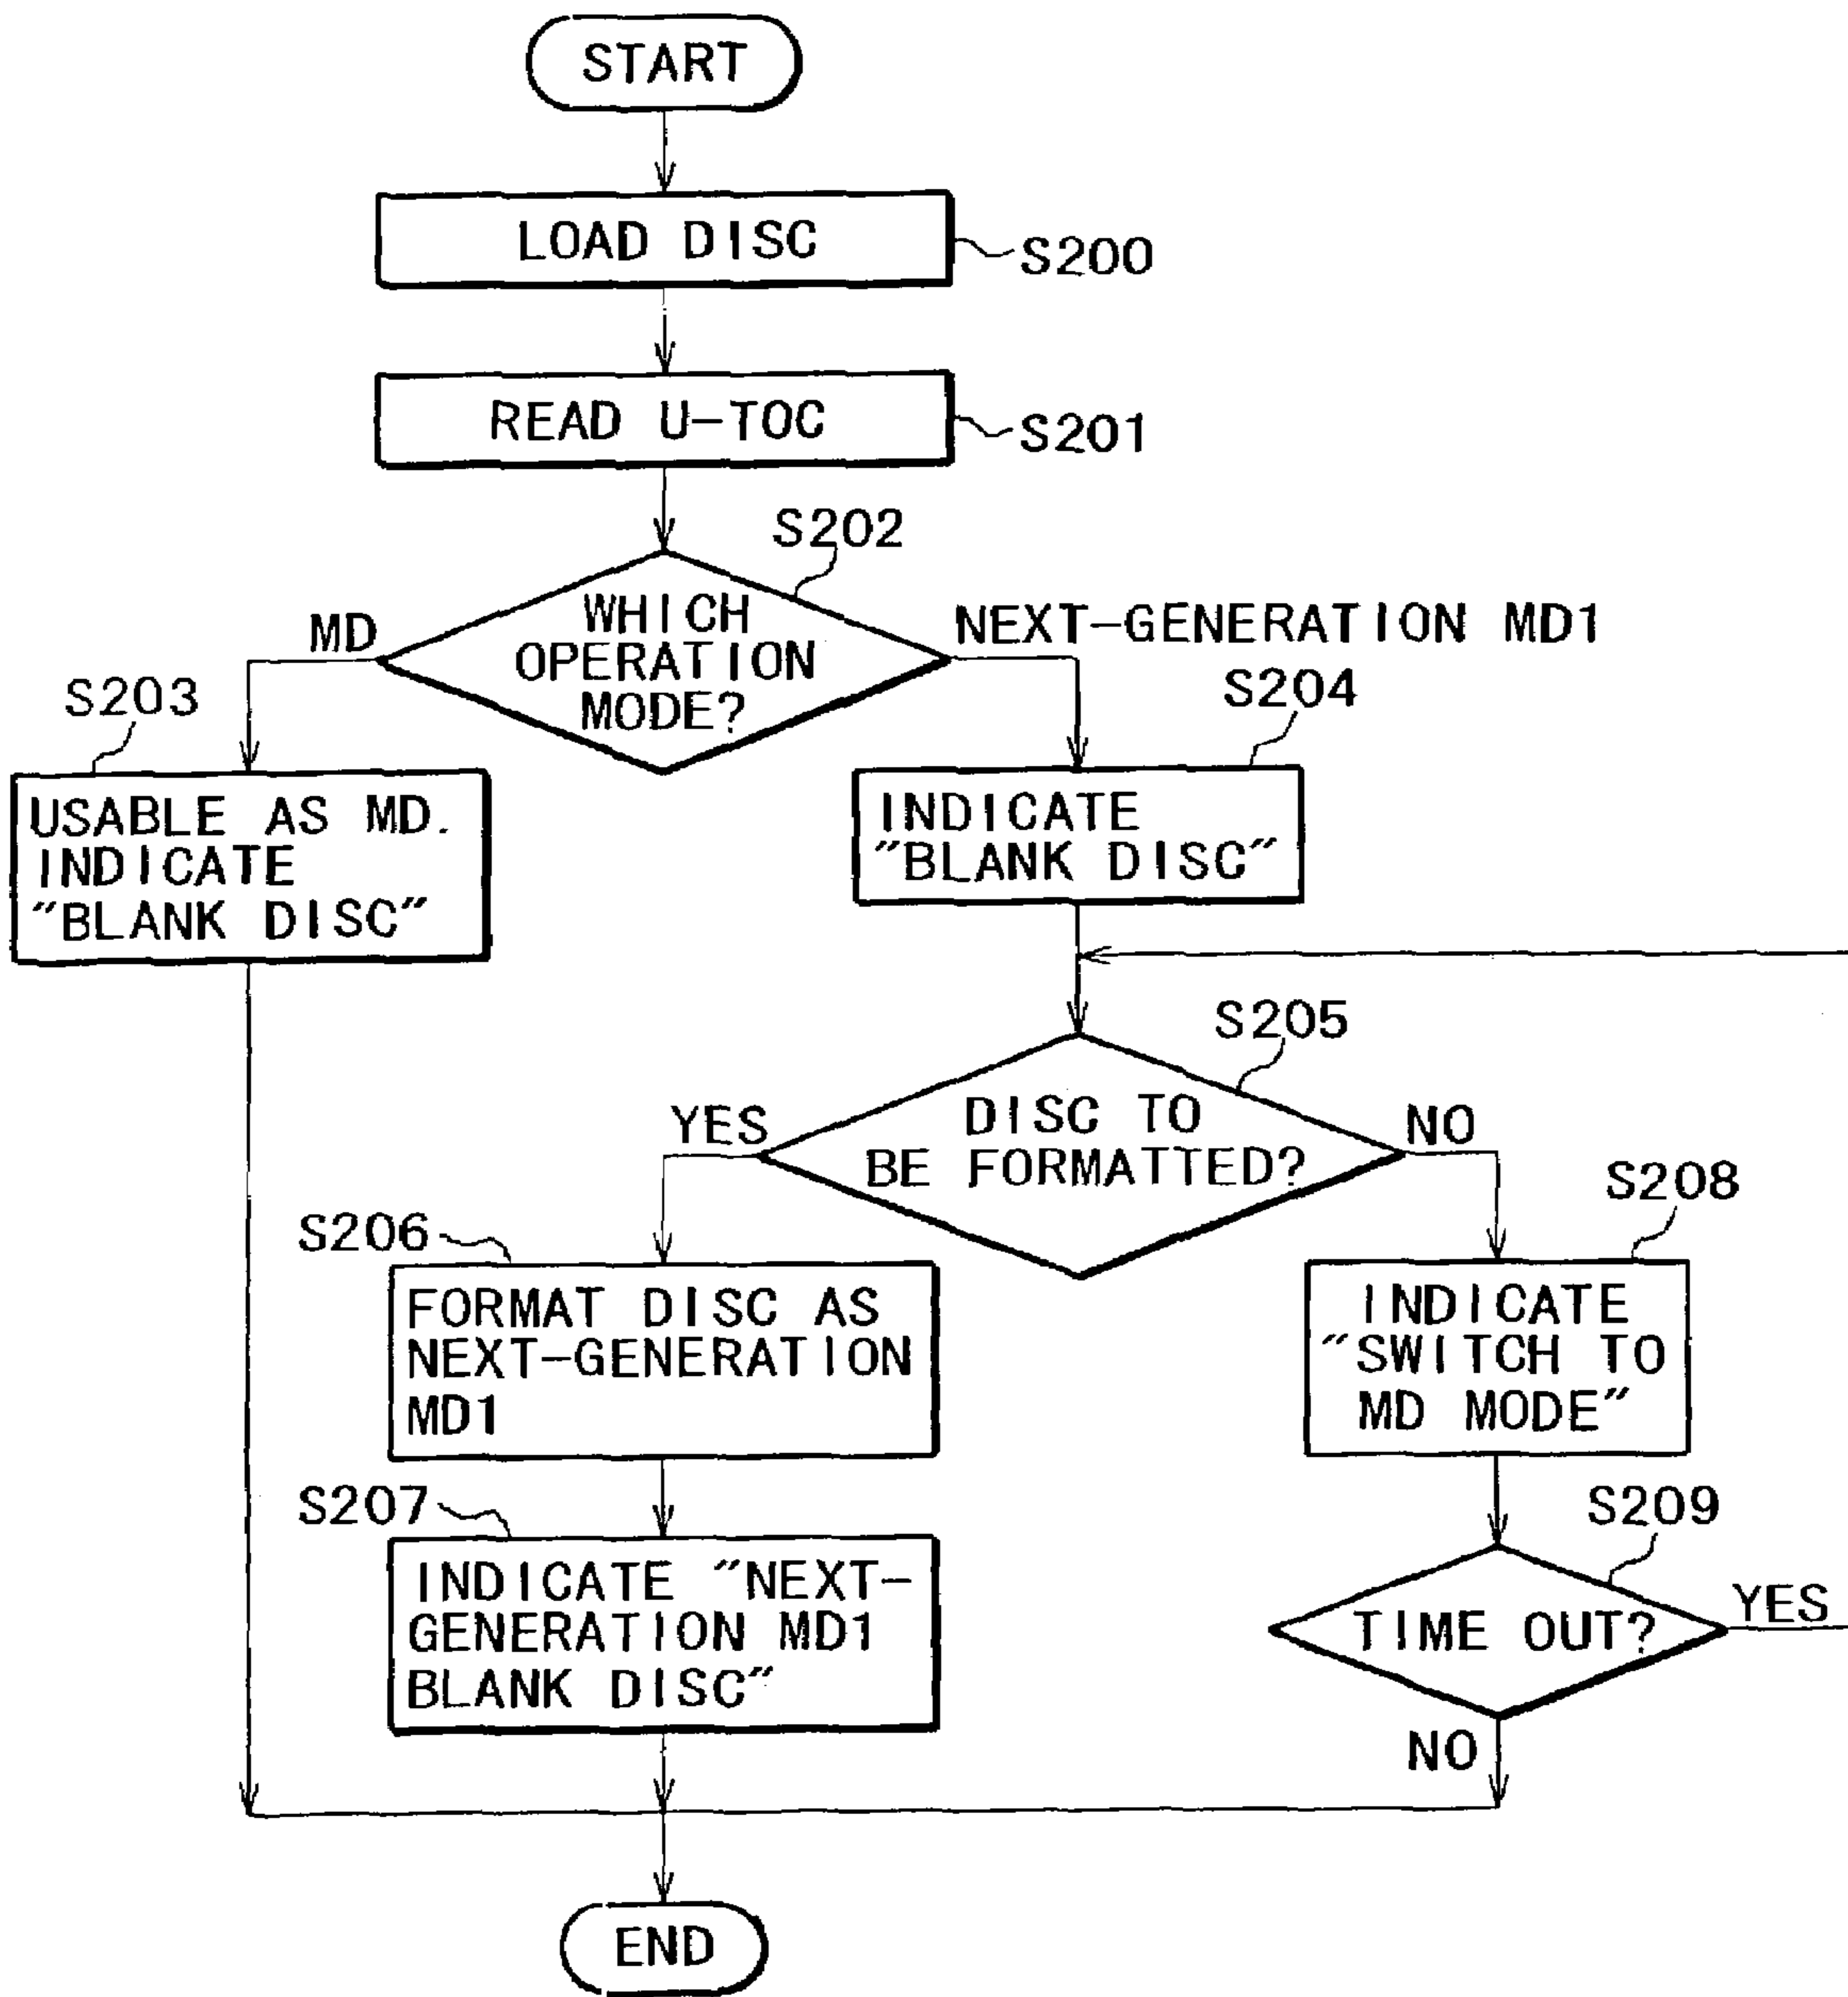 START
LOAD DISC
S200
READ U-TOC
S201
S202
WHICH
OPERATION
MODE?
MD
NEXT-GENERATION MD1
S203
USABLE AS MD.
INDICATE
"BLANK DISC"
S204
INDICATE
"BLANK DISC"
S205
DISC TO
BE FORMATTED?
YES
NO
S206
FORMAT DISC AS
NEXT-GENERATION
MD1
S207
INDICATE "NEXT-
GENERATION MD1
BLANK DISC"
S208
INDICATE
"SWITCH TO
MD MODE"
S209
TIME OUT?
YES
NO
END